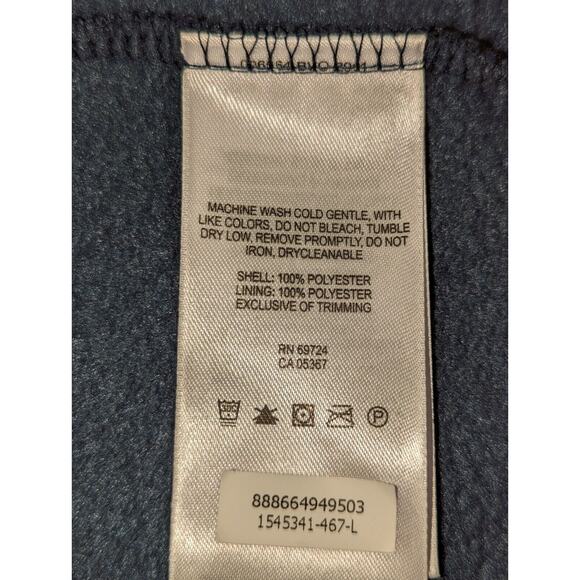 MACHINE WASH COLD GENTLE, WITH
LIKE COLORS, DO NOT BLEACH, TUMBLE
DRY LOW, REMOVE PROMPTLY, DO NOT
IRON, DRYCLEANABLE
SHELL: 100% POLYESTER
LINING: 100% POLYESTER
EXCLUSIVE OF TRIMMING
RN 69724
CA 05367
30C
P
888664949503
1545341-467-L